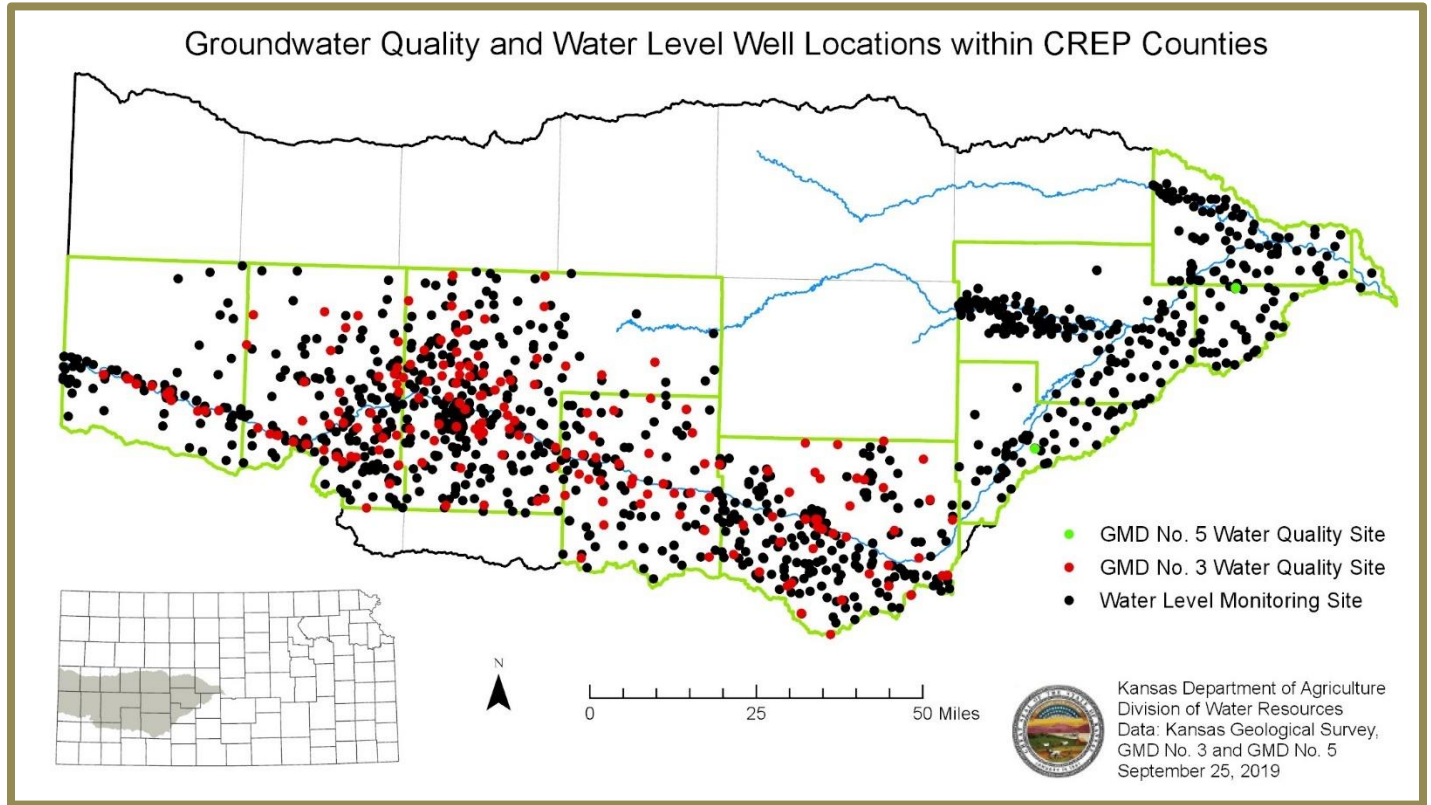 Groundwater Quality and Water Level Well Locations within CREP Counties
GMD No. 5 Water Quality Site
GMD No. 3 Water Quality Site
Water Level Monitoring Site
N
0 25 50 Miles
Kansas Department of Agriculture
Division of Water Resources
Data: Kansas Geological Survey,
GMD No. 3 and GMD No. 5
September 25, 2019